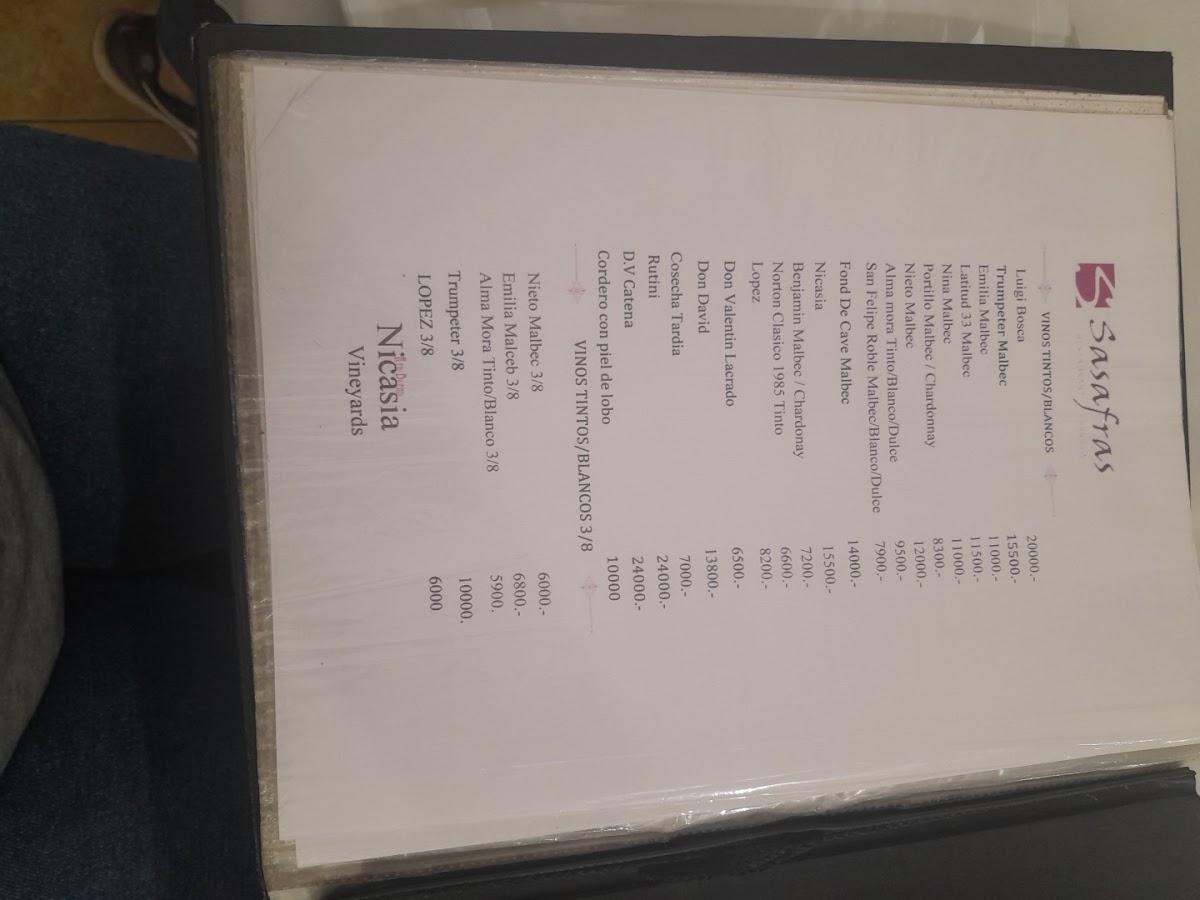 Sasafras
VINOS TINTOS/BLANCOS
Luigi Bosca 20000.-
Trumpeter Malbec 15500.-
Emilia Malbec 11000.-
Latitud 33 Malbec 11500.-
Nina Malbec 11000.-
Portillo Malbec / Chardonnay 8300.-
Nieto Malbec 12000.-
Alma mora Tinto/Blanco/Dulce 9500.-
San Felipe Roble Malbec/Blanco/Dulce 7900.-
Fond De Cave Malbec 14000.-
Nicasia 15500.-
Benjamin Malbec / Chardonay 7200.-
Norton Clasico 1985 Tinto 6600.-
Lopez 8200.-
Don Valentin Lacrado 6500.-
Don David 13800.-
Cosecha Tardia 7000.-
Rutini 24000.-
D.V Catena 24000.-
Cordero con piel de lobo 10000
VINOS TINTOS/BLANCOS 3/8
Nieto Malbec 3/8 6000.-
Emilia Malceb 3/8 6800.-
Alma Mora Tinto/Blanco 3/8 5900.
Trumpeter 3/8 10000.
LOPEZ 3/8 6000
Nicasia
Vineyards